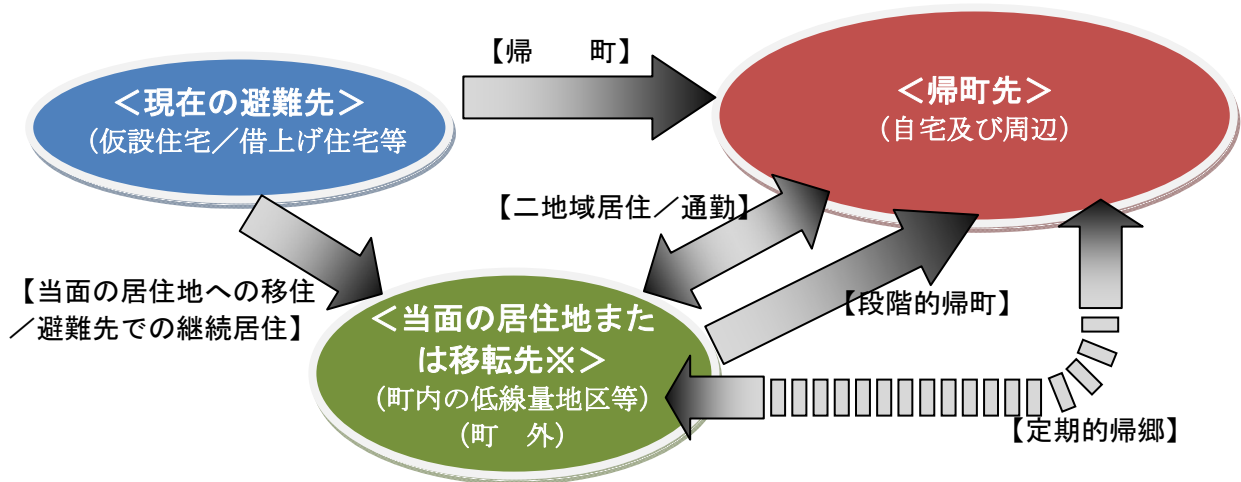 【帰　　町】
＜現在の避難先＞
（仮設住宅／借上げ住宅等
＜帰町先＞
（自宅及び周辺）
【二地域居住／通勤】
【当面の居住地への移住
／避難先での継続居住】
【段階的帰町】
＜当面の居住地また
は移転先※＞
（町内の低線量地区等）
（町　外）
【定期的帰郷】